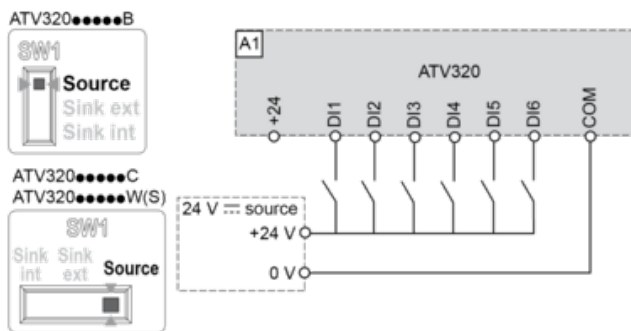 ATV320●●●●●B
SW1
Source
Sink ext
Sink int
ATV320●●●●●C
ATV320●●●●●W(S)
SW1
Sink int
Sink ext
Source
A1
ATV320
+24
DI1
DI2
DI3
DI4
DI5
DI6
COM
24 V ⎓ source
+24 V
0 V